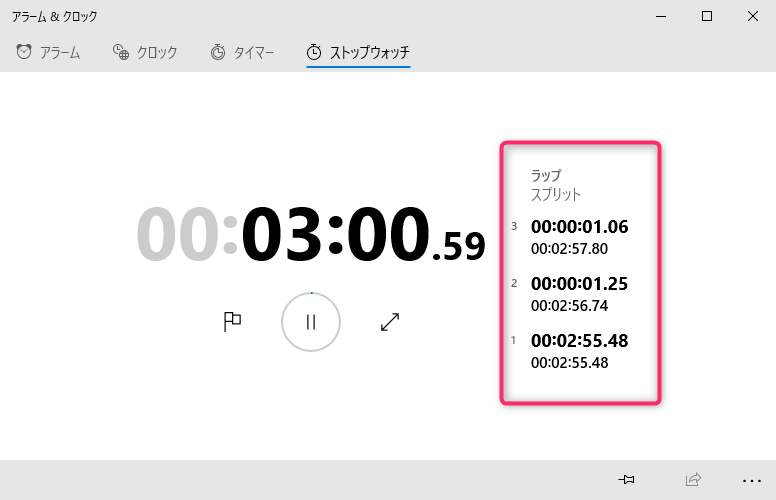 アラーム & クロック
アラーム クロック タイマー ストップウォッチ
00:03:00.59
ラップ
スプリット
3 00:00:01.06
00:02:57.80
2 00:00:01.25
00:02:56.74
1 00:02:55.48
00:02:55.48